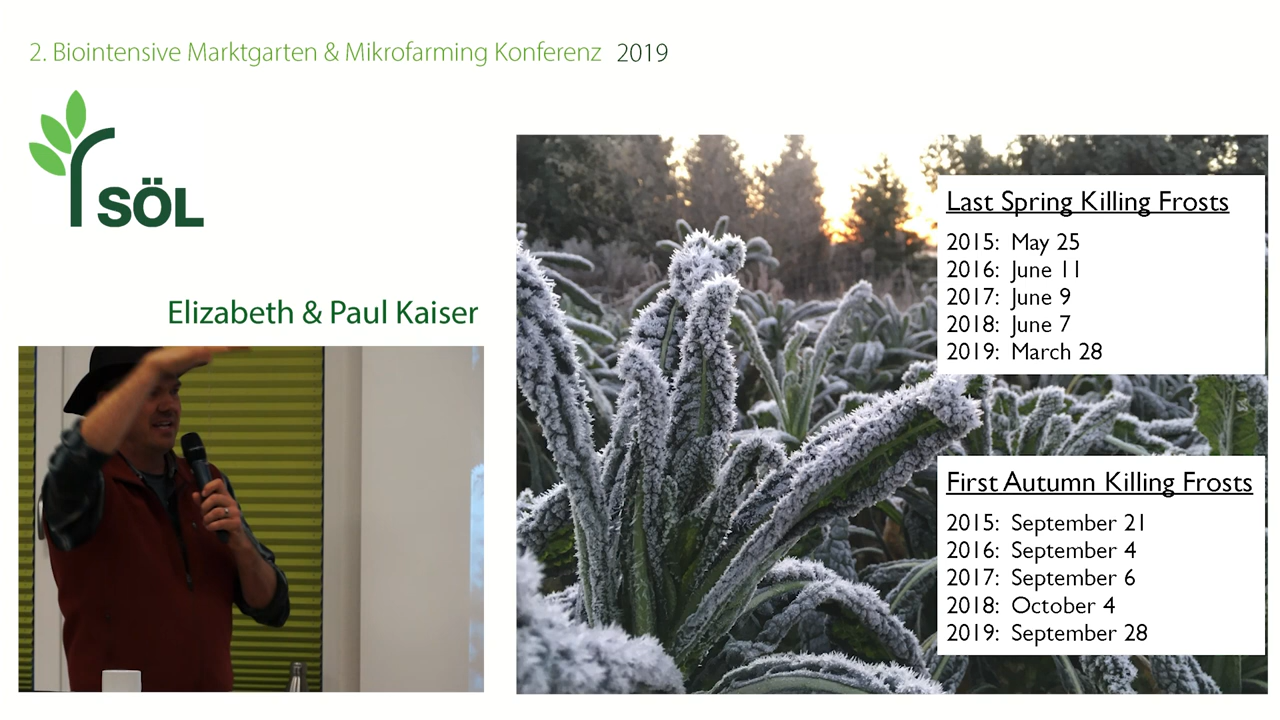 2. Biointensive Marktgarten & Mikrofarming Konferenz 2019
SÖL
Elizabeth & Paul Kaiser
Last Spring Killing Frosts
2015: May 25
2016: June 11
2017: June 9
2018: June 7
2019: March 28
First Autumn Killing Frosts
2015: September 21
2016: September 4
2017: September 6
2018: October 4
2019: September 28